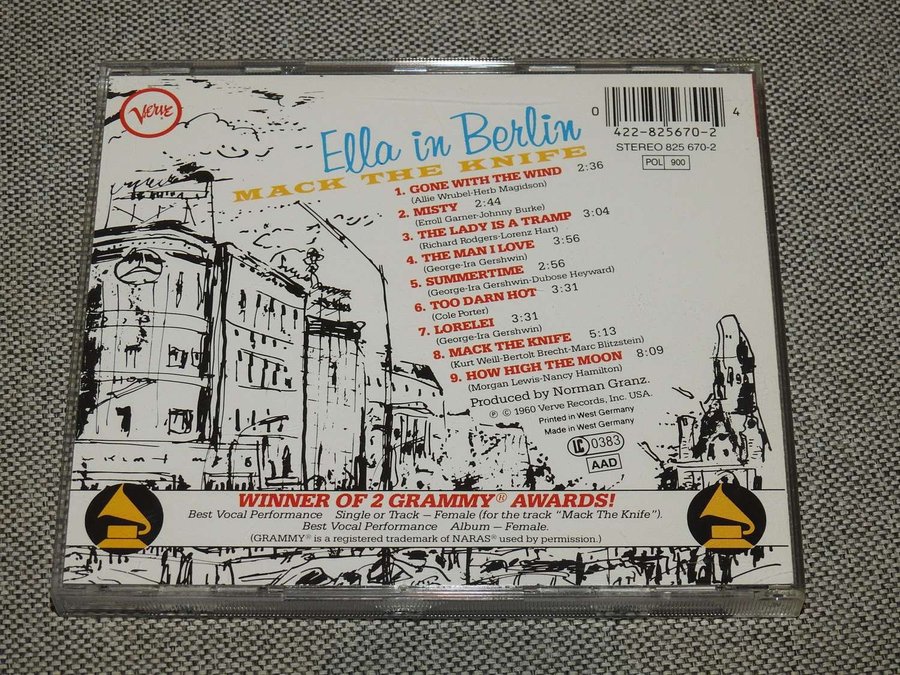 Verve
Ella in Berlin
MACK THE KNIFE
0 422-825670-2 4
STEREO 825 670-2
POL 900
1. GONE WITH THE WIND 2:36
(Allie Wrubel-Herb Magidson)
2. MISTY 2:44
(Erroll Garner-Johnny Burke)
3. THE LADY IS A TRAMP 3:04
(Richard Rodgers-Lorenz Hart)
4. THE MAN I LOVE 3:56
(George-Ira Gershwin)
5. SUMMERTIME 2:56
(George-Ira Gershwin-Dubose Heyward)
6. TOO DARN HOT 3:31
(Cole Porter)
7. LORELEI 3:31
(George-Ira Gershwin)
8. MACK THE KNIFE 5:13
(Kurt Weill-Bertolt Brecht-Marc Blitzstein)
9. HOW HIGH THE MOON 8:09
(Morgan Lewis-Nancy Hamilton)
Produced by Norman Granz.
℗ © 1960 Verve Records, Inc. USA.
Printed in West Germany
Made in West Germany
LC 0383
AAD
WINNER OF 2 GRAMMY® AWARDS!
Best Vocal Performance Single or Track – Female (for the track "Mack The Knife").
Best Vocal Performance Album – Female.
(GRAMMY® is a registered trademark of NARAS® used by permission.)